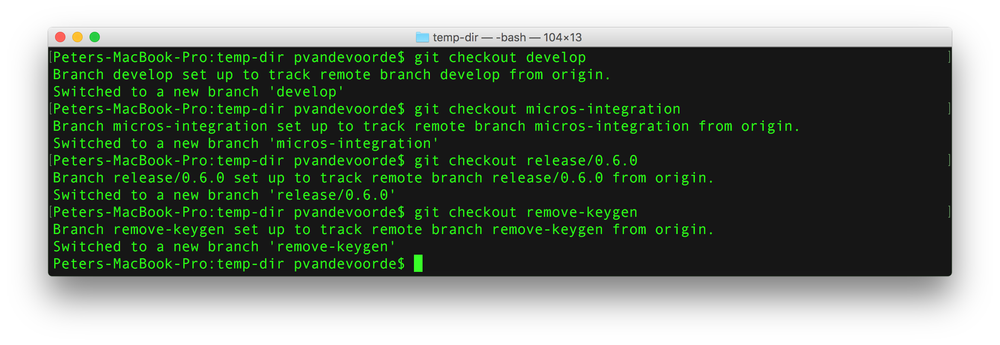 temp-dir — -bash — 104×13
[Peters-MacBook-Pro:temp-dir pvandevoorde$ git checkout develop ]
Branch develop set up to track remote branch develop from origin.
Switched to a new branch 'develop'
[Peters-MacBook-Pro:temp-dir pvandevoorde$ git checkout micros-integration ]
Branch micros-integration set up to track remote branch micros-integration from origin.
Switched to a new branch 'micros-integration'
[Peters-MacBook-Pro:temp-dir pvandevoorde$ git checkout release/0.6.0 ]
Branch release/0.6.0 set up to track remote branch release/0.6.0 from origin.
Switched to a new branch 'release/0.6.0'
[Peters-MacBook-Pro:temp-dir pvandevoorde$ git checkout remove-keygen ]
Branch remove-keygen set up to track remote branch remove-keygen from origin.
Switched to a new branch 'remove-keygen'
Peters-MacBook-Pro:temp-dir pvandevoorde$